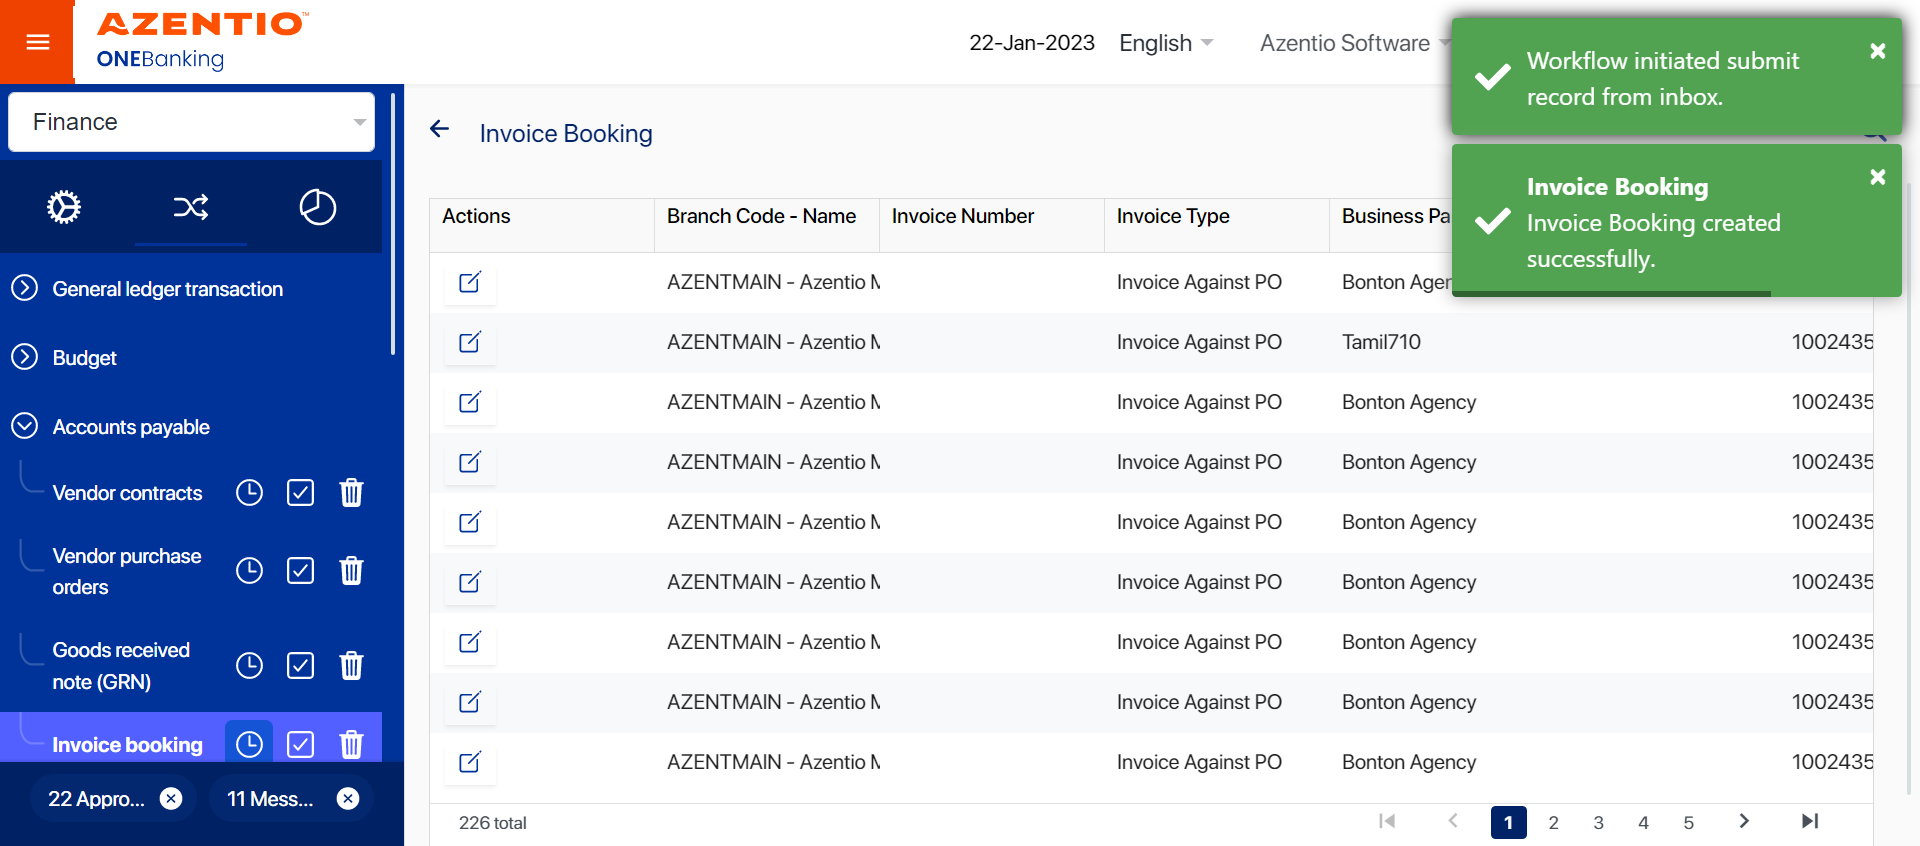 AZENTIO™
ONEBanking
22-Jan-2023
English
Azentio Software
Workflow initiated submit
record from inbox.
Invoice Booking
Invoice Booking created
successfully.
Finance
General ledger transaction
Budget
Accounts payable
Vendor contracts
Vendor purchase
orders
Goods received
note (GRN)
Invoice booking
22 Appro...
11 Mess...
Invoice Booking
Actions Branch Code - Name Invoice Number Invoice Type Business Pa
AZENTMAIN - Azentio M Invoice Against PO Bonton Agen
AZENTMAIN - Azentio M Invoice Against PO Tamil710 1002435
AZENTMAIN - Azentio M Invoice Against PO Bonton Agency 1002435
AZENTMAIN - Azentio M Invoice Against PO Bonton Agency 1002435
AZENTMAIN - Azentio M Invoice Against PO Bonton Agency 1002435
AZENTMAIN - Azentio M Invoice Against PO Bonton Agency 1002435
AZENTMAIN - Azentio M Invoice Against PO Bonton Agency 1002435
AZENTMAIN - Azentio M Invoice Against PO Bonton Agency 1002435
AZENTMAIN - Azentio M Invoice Against PO Bonton Agency 1002435
226 total
1 2 3 4 5